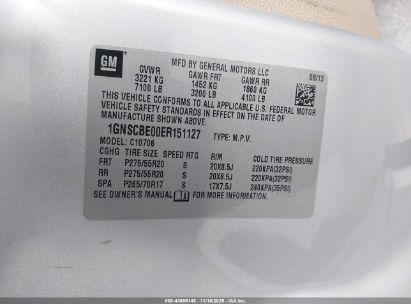 GM
MFD BY GENERAL MOTORS LLC 09/13
GVWR GAWR FRT GAWR RR
3221 KG 1452 KG 1860 KG
7100 LB 3200 LB 4100 LB
THIS VEHICLE CONFORMS TO ALL APPLICABLE U.S. FEDERAL MOTOR
VEHICLE SAFETY STANDARDS IN EFFECT ON THE DATE OF
MANUFACTURE SHOWN ABOVE.
1GNSCBE00ER151127 TYPE: M.P.V.
MODEL: C10706
CGHG TIRE SIZE SPEED RTG RIM COLD TIRE PRESSURE
FRT P275/55R20 S 20X8.5J 220KPA(32PSI)
RR P275/55R20 S 20X8.5J 220KPA(32PSI)
SPA P265/70R17 S 17X7.5J 240KPA(35PSI)
SEE OWNER'S MANUAL FOR MORE INFORMATION.